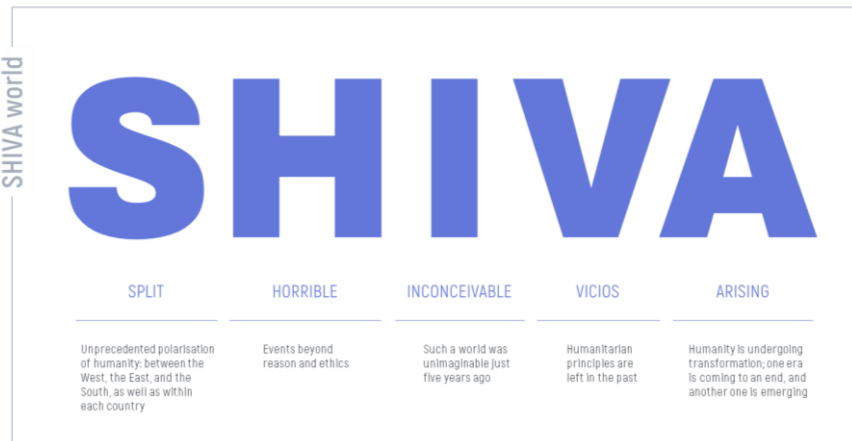 SHIVA world
SHIVA
SPLIT
Unprecedented polarisation
of humanity: between the
West, the East, and the
South, as well as within
each country
HORRIBLE
Events beyond
reason and ethics
INCONCEIVABLE
Such a world was
unimaginable just
five years ago
VICIOS
Humanitarian
principles are
left in the past
ARISING
Humanity is undergoing
transformation; one era
is coming to an end, and
another one is emerging